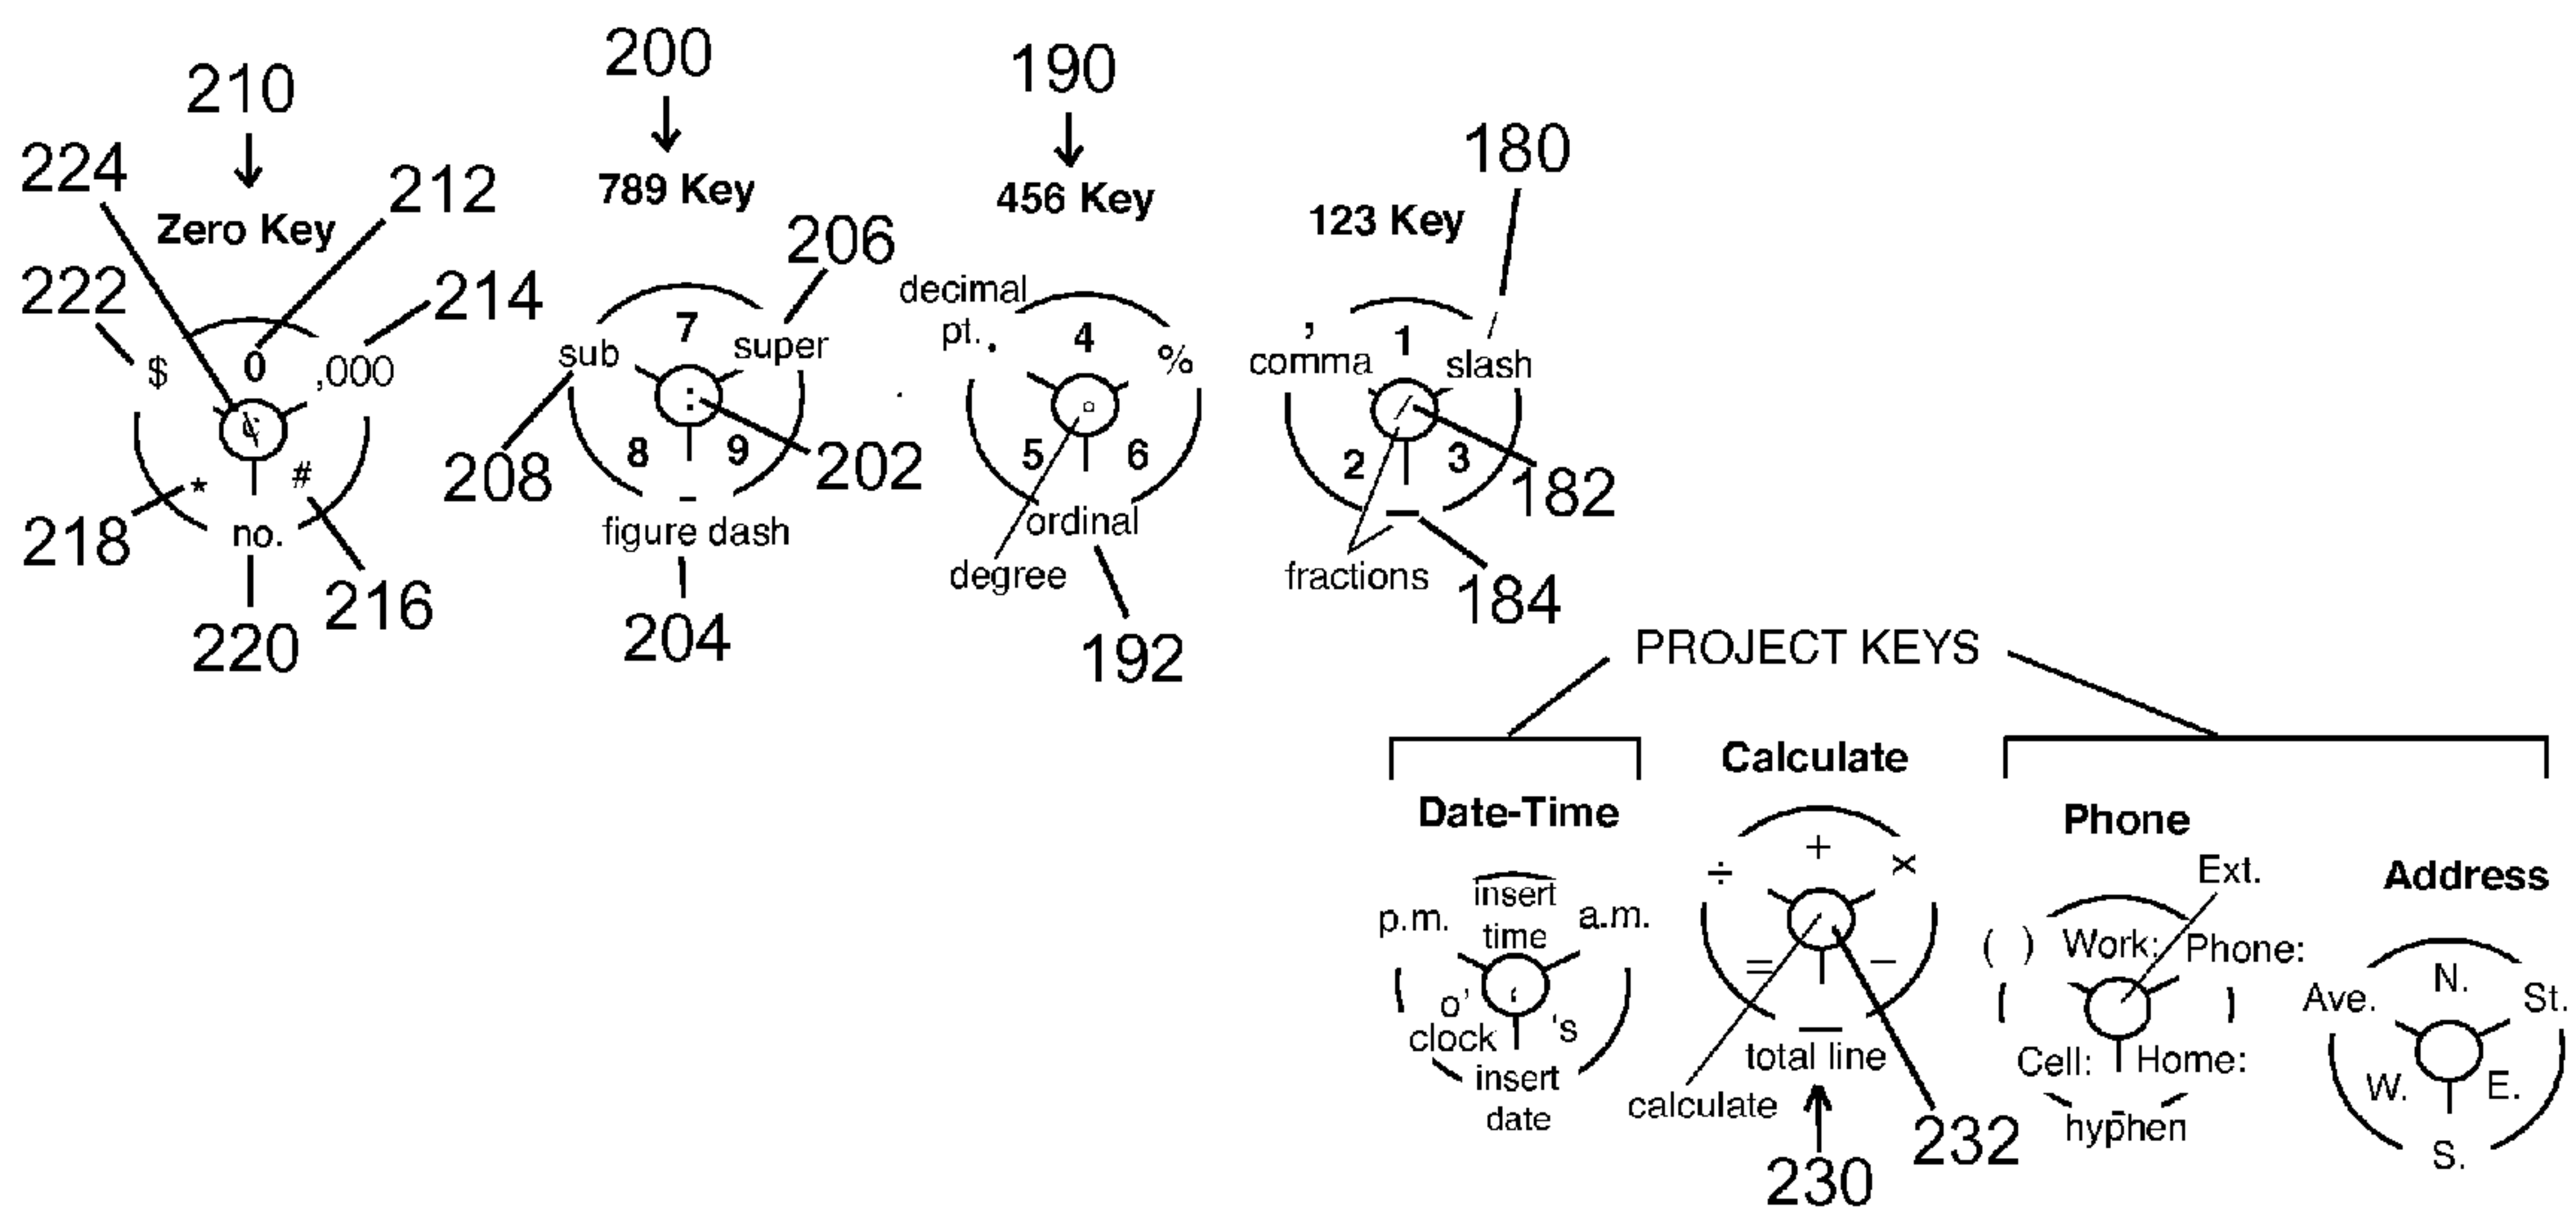 210
200
190
180
224
Zero Key
212
789 Key
456 Key
123 Key
222
214
206
$
0
,000
¢
*
#
no.
218
216
220
7
sub
super
:
8
9
-
figure dash
208
202
204
decimal
pt.
.
4
%
°
5
6
ordinal
degree
192
,
comma
1
/
slash
/
2
3
–
fractions
182
184
PROJECT KEYS
Date-Time
Calculate
Phone
Address
insert
time
p.m.
a.m.
o'
clock
's
insert
date
+
÷
×
=
−
total line
calculate
230
232
Ext.
( )
Work:
Phone:
Cell:
Home:
-
hyphen
N.
Ave.
St.
W.
E.
S.